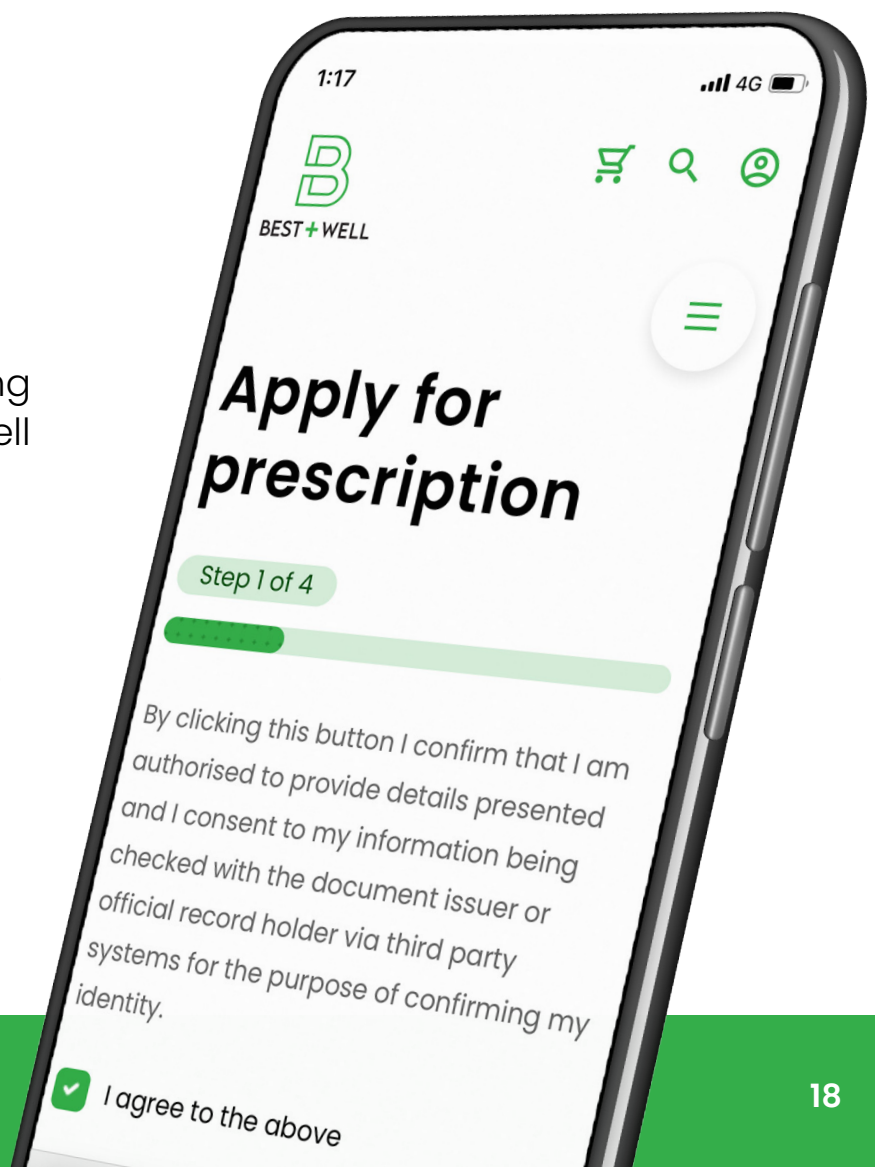 1:17
4G
B
BEST+WELL
ng
ell
Apply for
prescription
Step 1 of 4
By clicking this button I confirm that I am
authorised to provide details presented
and I consent to my information being
checked with the document issuer or
official record holder via third party
systems for the purpose of confirming my
identity.
I agree to the above
18